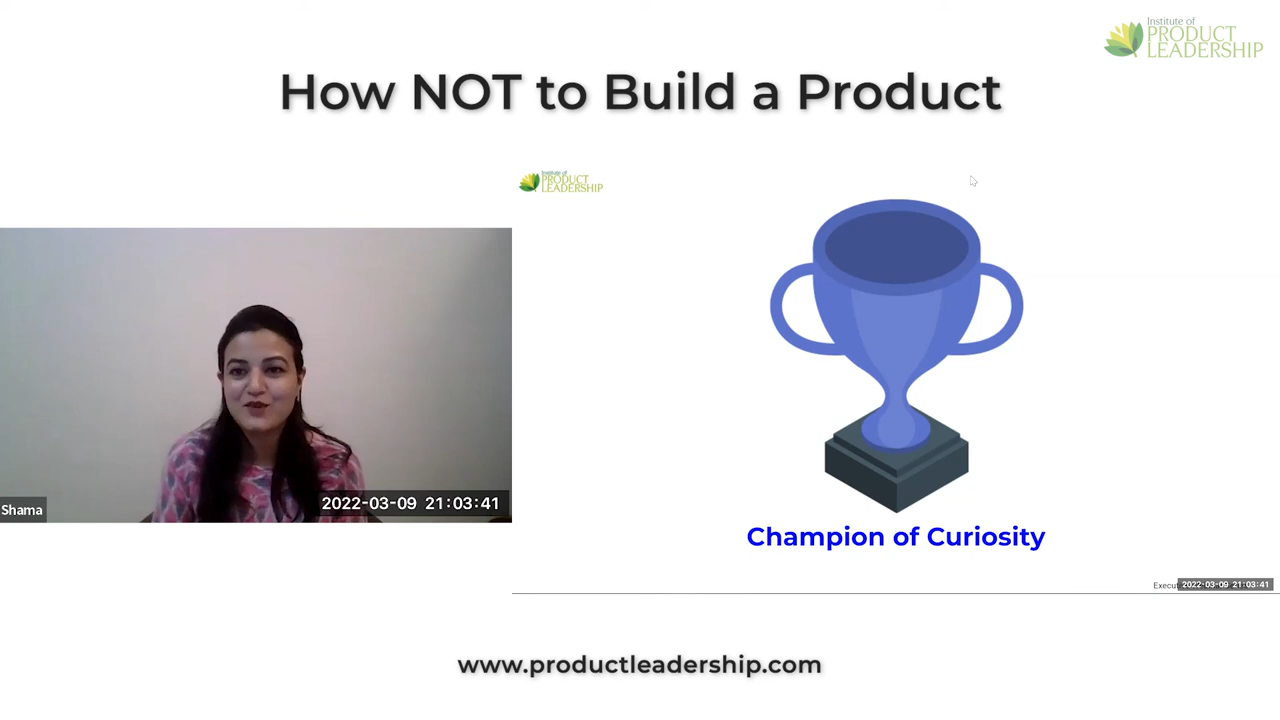 Institute of
PRODUCT
LEADERSHIP
How NOT to Build a Product
Institute of
PRODUCT
LEADERSHIP
Shama
2022-03-09 21:03:41
Champion of Curiosity
2022-03-09 21:03:41
www.productleadership.com